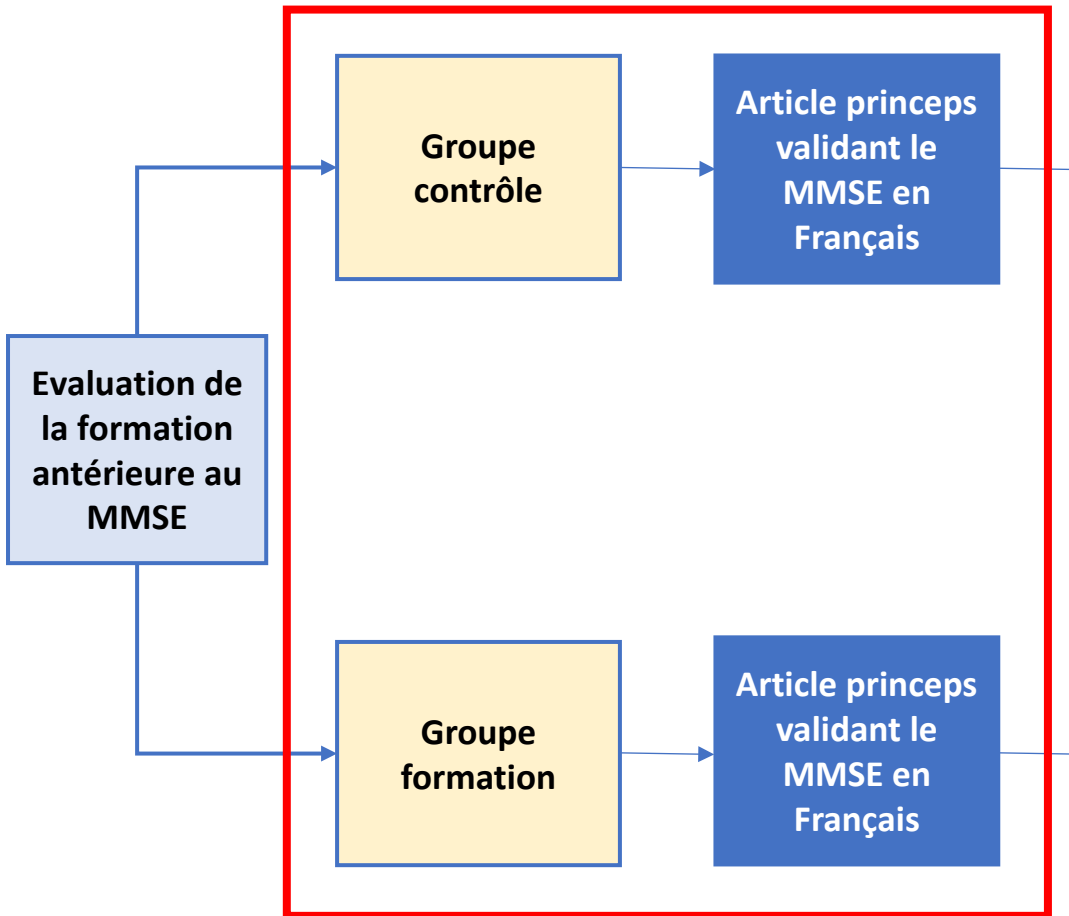 Groupe
contrôle
Article princeps
validant le
MMSE en
Français
Evaluation de
la formation
antérieure au
MMSE
Groupe
formation
Article princeps
validant le
MMSE en
Français